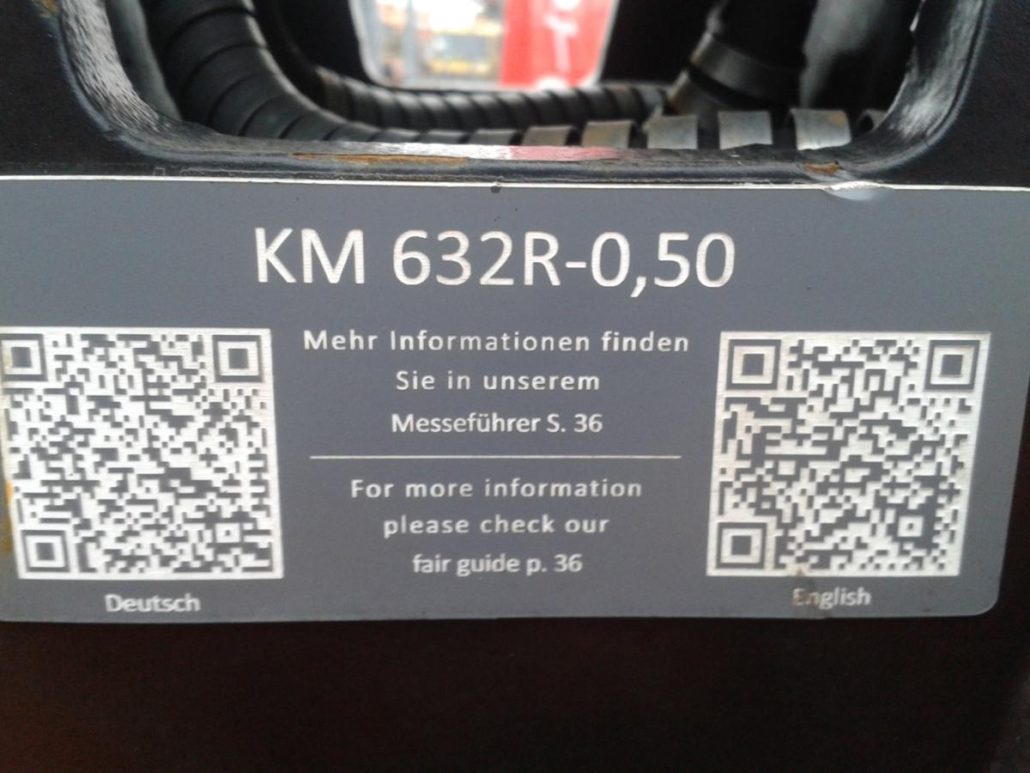 KM 632R-0,50
Mehr Informationen finden
Sie in unserem
Messeführer S. 36
For more information
please check our
fair guide p. 36
Deutsch
English